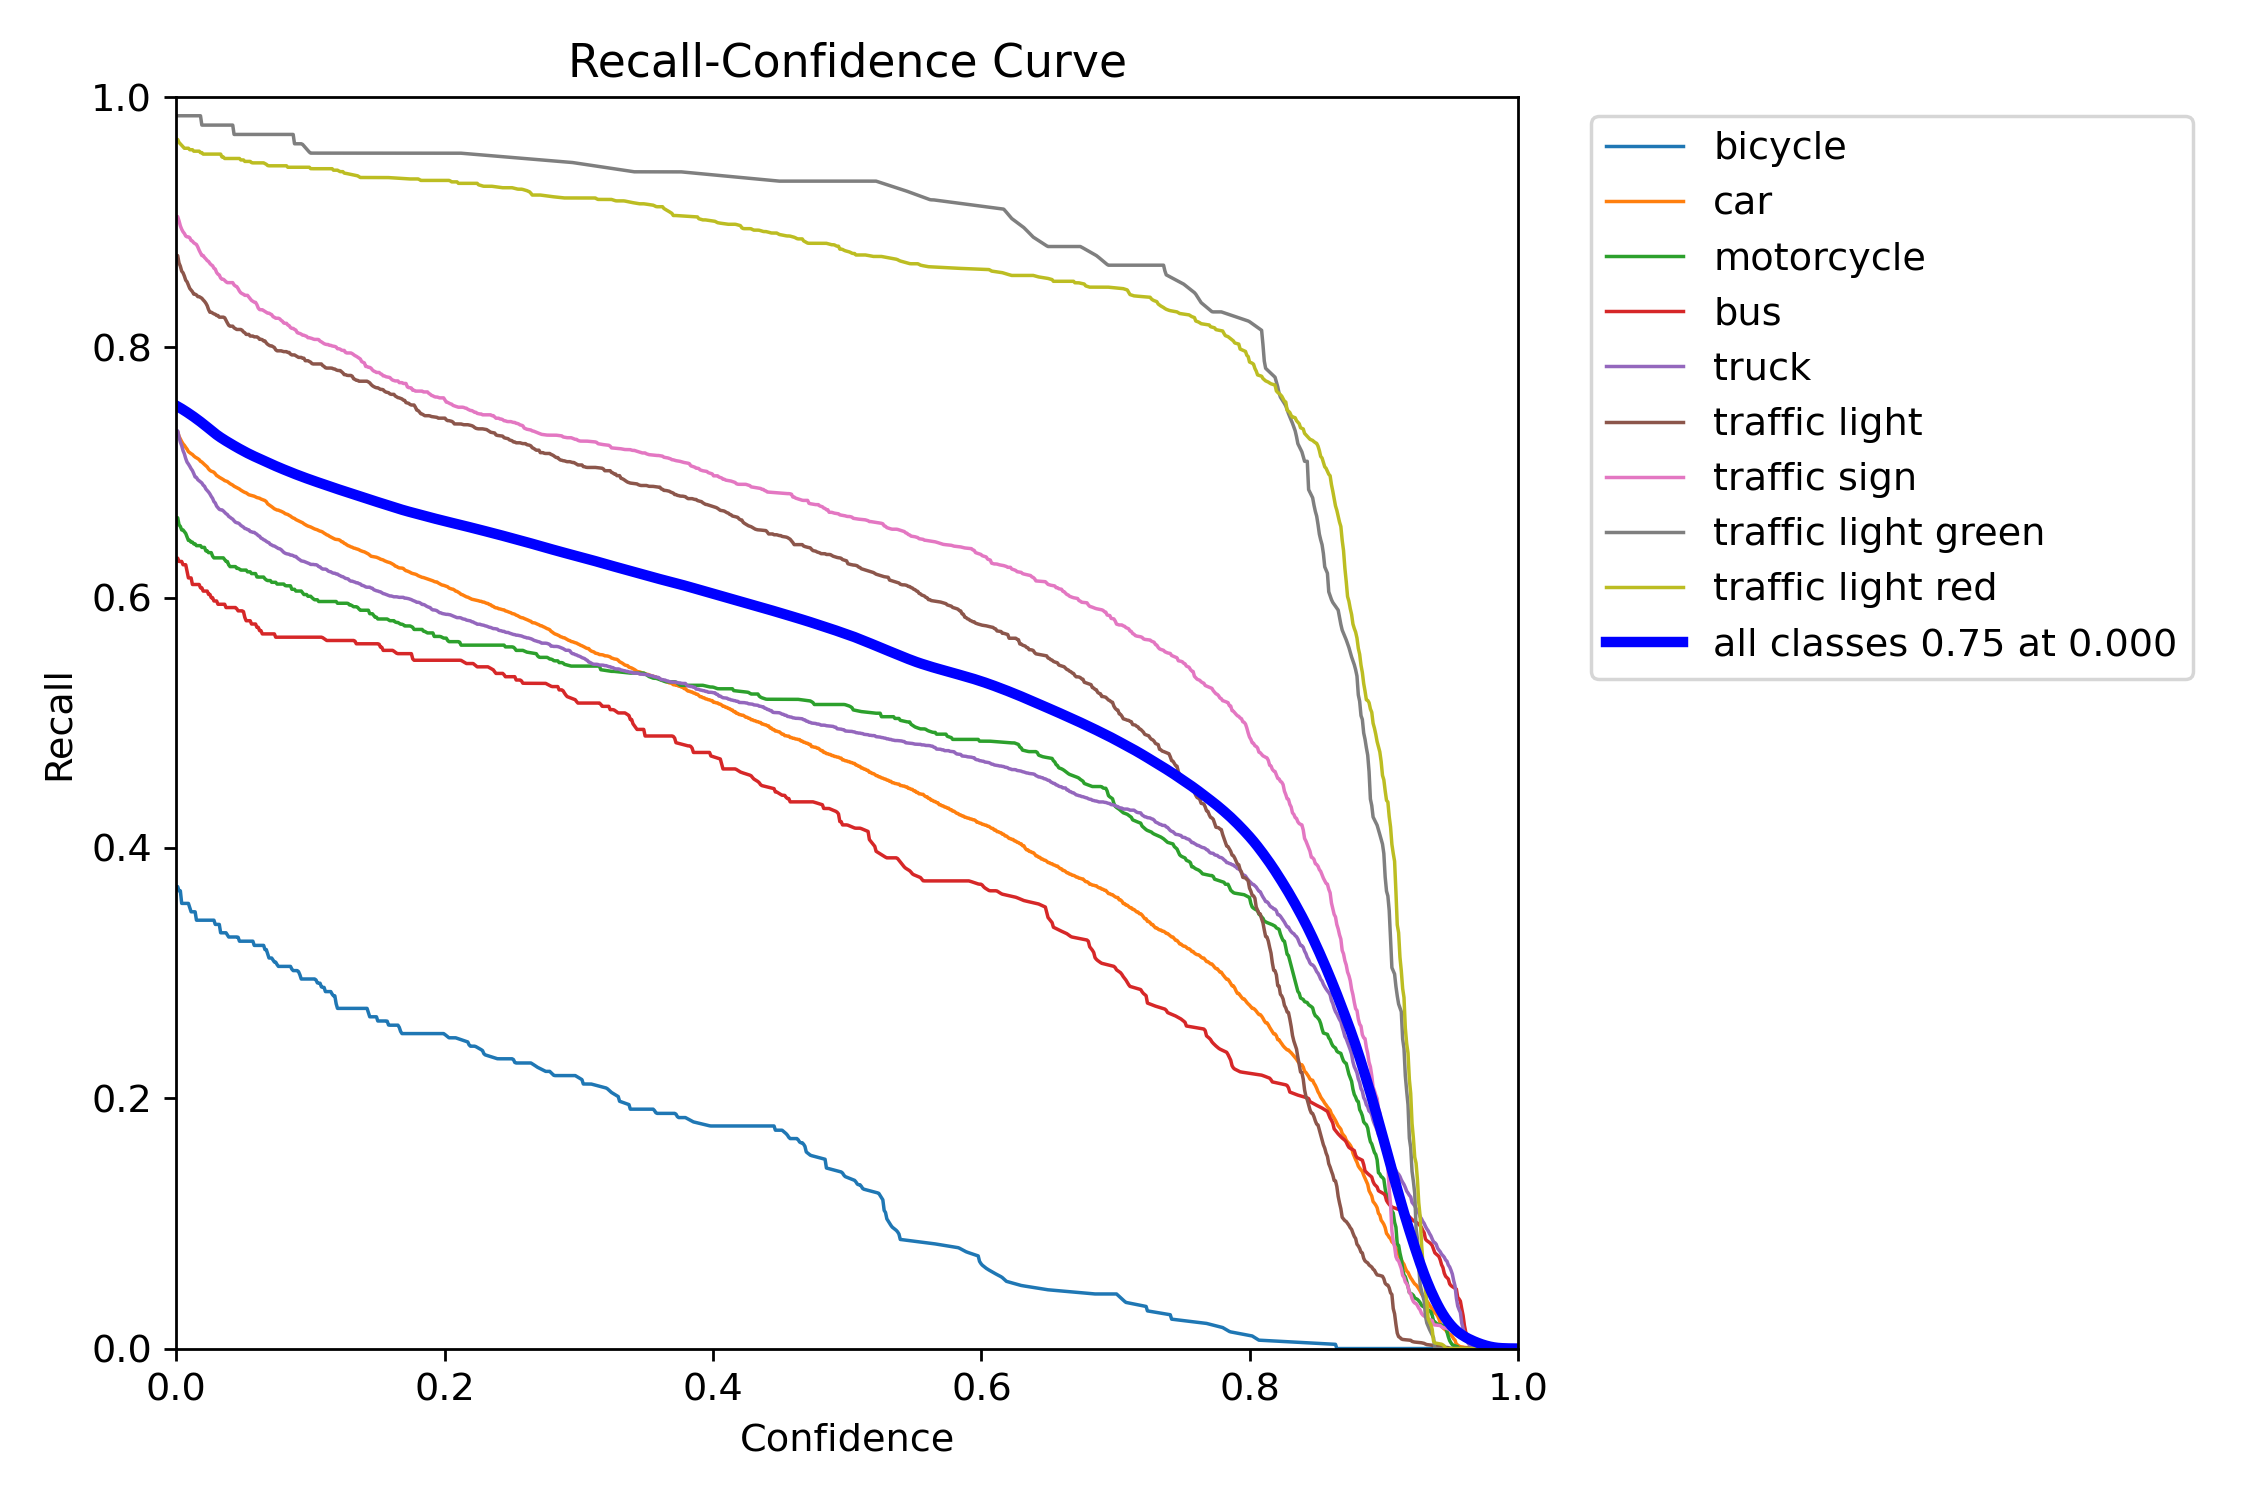 Recall-Confidence Curve
1.0
0.8
0.6
0.4
0.2
0.0
Recall
0.0 0.2 0.4 0.6 0.8 1.0
Confidence
bicycle
car
motorcycle
bus
truck
traffic light
traffic sign
traffic light green
traffic light red
all classes 0.75 at 0.000